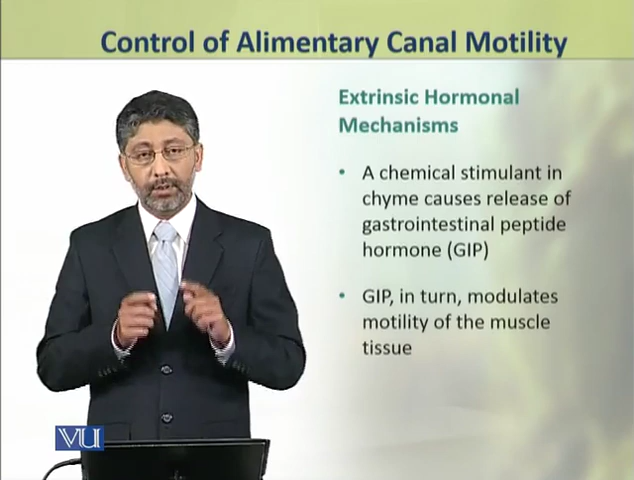 Control of Alimentary Canal Motility
Extrinsic Hormonal
Mechanisms
• A chemical stimulant in
chyme causes release of
gastrointestinal peptide
hormone (GIP)
• GIP, in turn, modulates
motility of the muscle
tissue
VU